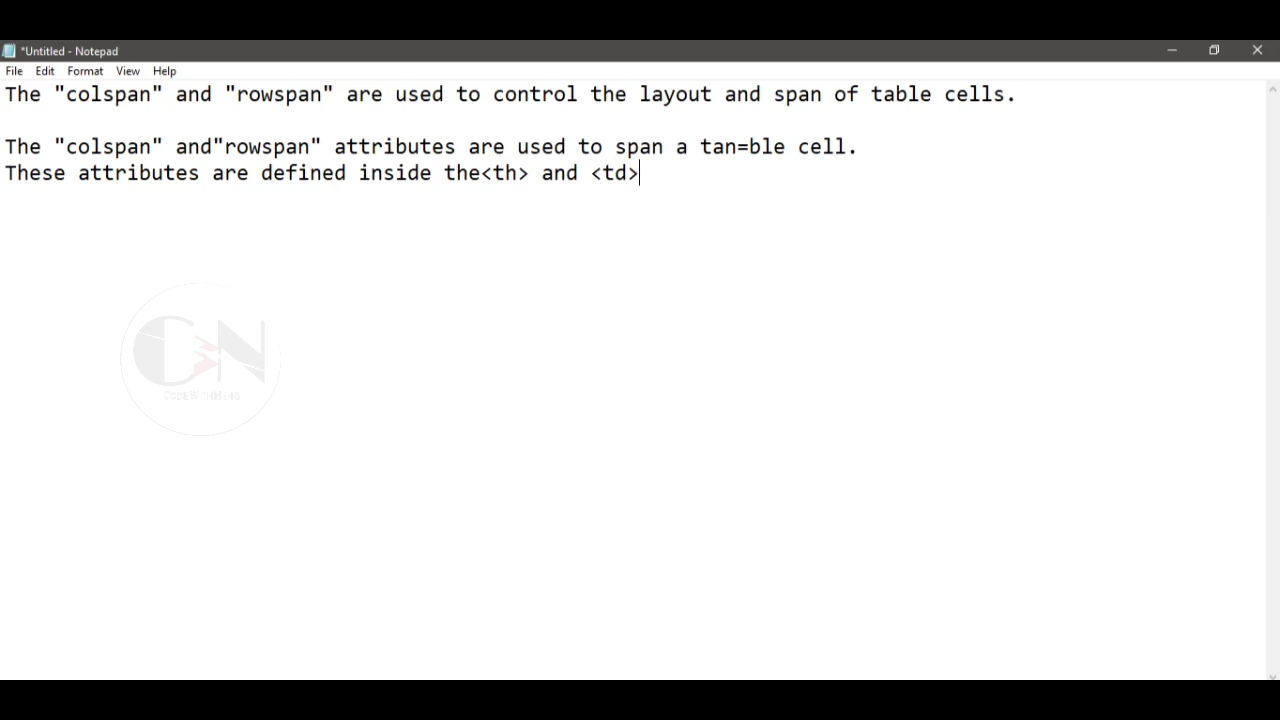 *Untitled - Notepad
File Edit Format View Help
The "colspan" and "rowspan" are used to control the layout and span of table cells.
The "colspan" and"rowspan" attributes are used to span a tan=ble cell.
These attributes are defined inside the<th> and <td>
CN